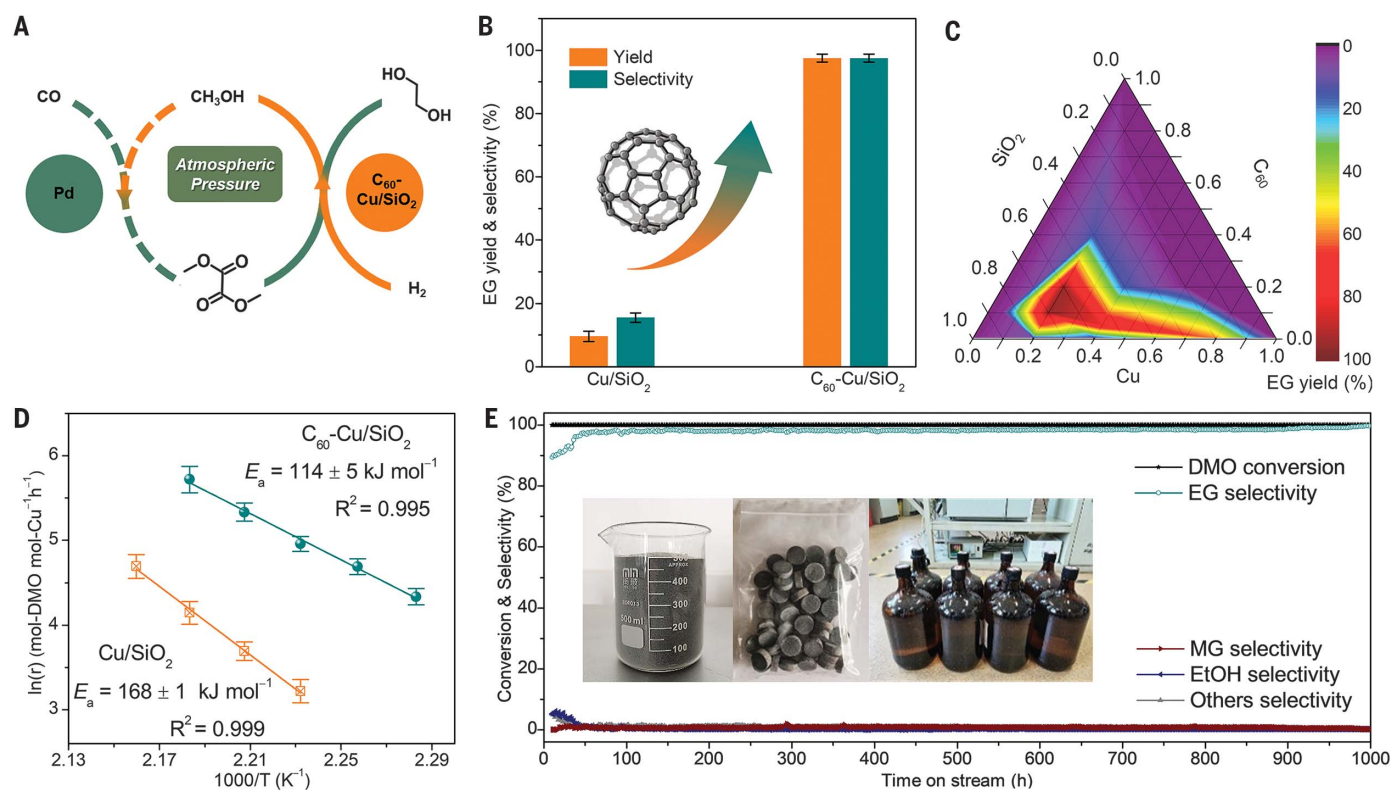 A
CO
CH₃OH
HO
OH
Pd
Atmospheric
Pressure
C₆₀-
Cu/SiO₂
O
O
O
O
H₂
B
EG yield & selectivity (%)
100
80
60
40
20
0
Yield
Selectivity
Cu/SiO₂
C₆₀-Cu/SiO₂
C
SiO₂
0.0
0.2
0.4
0.6
0.8
1.0
C₆₀
1.0
0.8
0.6
0.4
0.2
0.0
0.0
0.2
0.4
0.6
0.8
1.0
Cu
0
20
40
60
80
100
EG yield (%)
D
ln(r) (mol-DMO mol-Cu⁻¹h⁻¹)
6
5
4
3
C₆₀-Cu/SiO₂
Eₐ = 114 ± 5 kJ mol⁻¹
R² = 0.995
Cu/SiO₂
Eₐ = 168 ± 1 kJ mol⁻¹
R² = 0.999
2.13
2.17
2.21
2.25
2.29
1000/T (K⁻¹)
E
Conversion & Selectivity (%)
100
80
60
40
20
0
DMO conversion
EG selectivity
MG selectivity
EtOH selectivity
Others selectivity
500 ml
APPROX
400
300
200
100
0
100
200
300
400
500
600
700
800
900
1000
Time on stream (h)